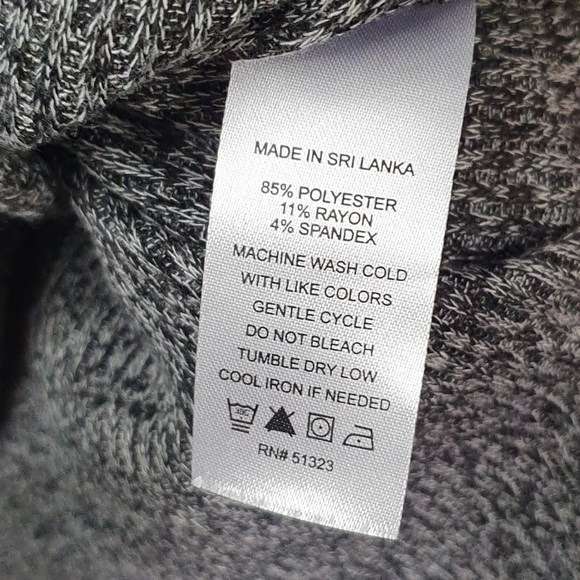 MADE IN SRI LANKA
85% POLYESTER
11% RAYON
4% SPANDEX
MACHINE WASH COLD
WITH LIKE COLORS
GENTLE CYCLE
DO NOT BLEACH
TUMBLE DRY LOW
COOL IRON IF NEEDED
RN# 51323